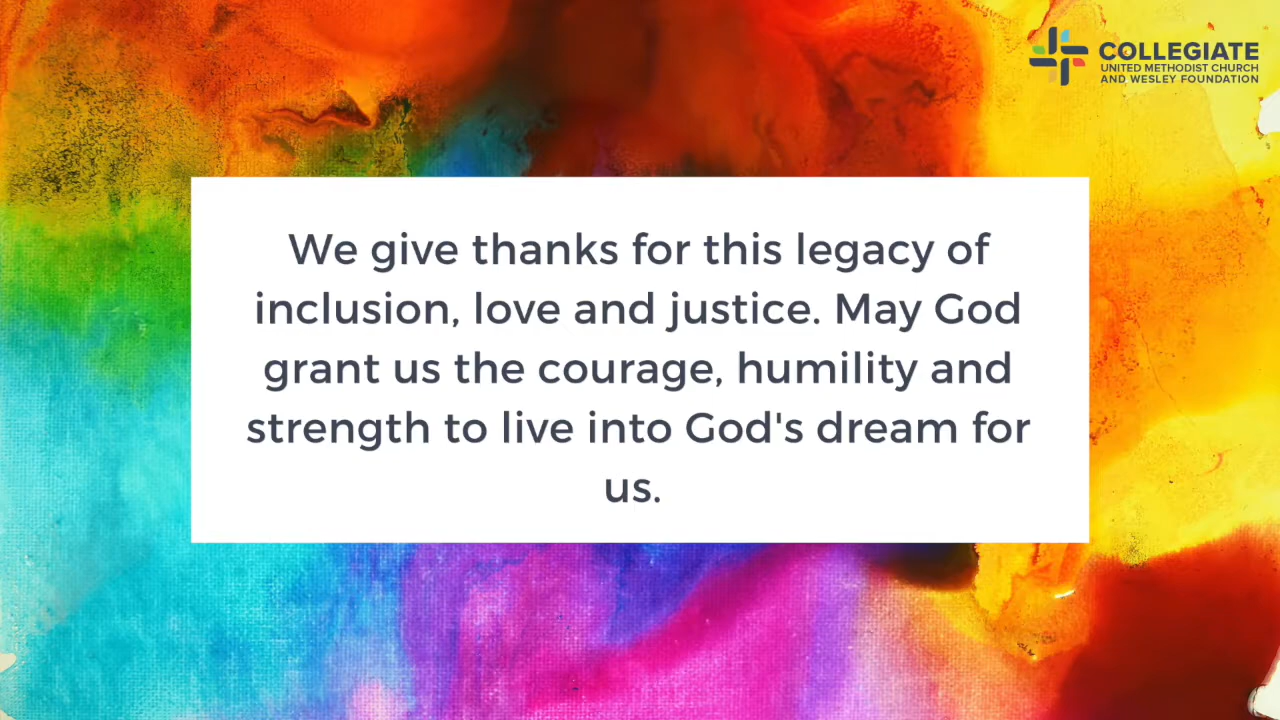 COLLEGIATE
UNITED METHODIST CHURCH
AND WESLEY FOUNDATION
We give thanks for this legacy of
inclusion, love and justice. May God
grant us the courage, humility and
strength to live into God's dream for
us.